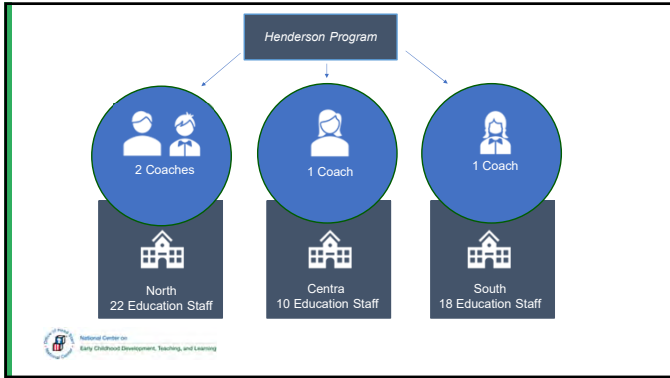 Henderson Program
2 Coaches
1 Coach
1 Coach
North
22 Education Staff
Centra
10 Education Staff
South
18 Education Staff
National Center on
Early Childhood Development, Teaching, and Learning